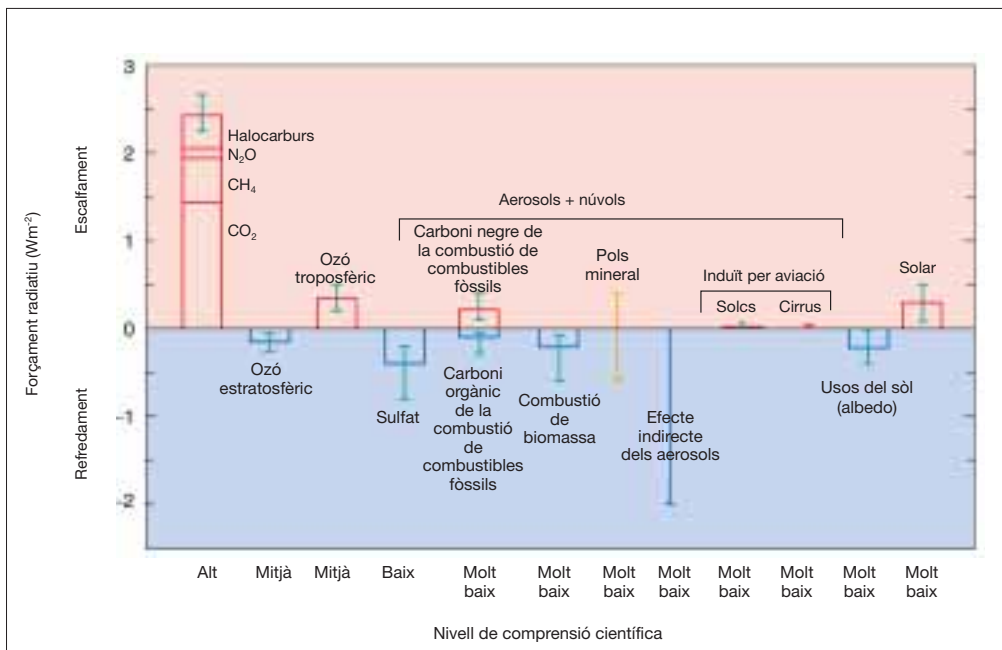 Forçament radiatiu (Wm⁻²)
Escalfament
Refredament
3
2
1
0
–1
–2
Halocarburs
N₂O
CH₄
CO₂
Ozó
estratosfèric
Ozó
troposfèric
Aerosols + núvols
Sulfat
Carboni negre de
la combustió de
combustibles
fòssils
Carboni
orgànic
de la
combustió
de
combustibles
fòssils
Combustió
de
biomassa
Pols
mineral
Efecte
indirecte
dels aerosols
Induït per aviació
Solcs
Cirrus
Usos del sòl
(albedo)
Solar
Alt
Mitjà
Mitjà
Baix
Molt
baix
Molt
baix
Molt
baix
Molt
baix
Molt
baix
Molt
baix
Molt
baix
Molt
baix
Nivell de comprensió científica